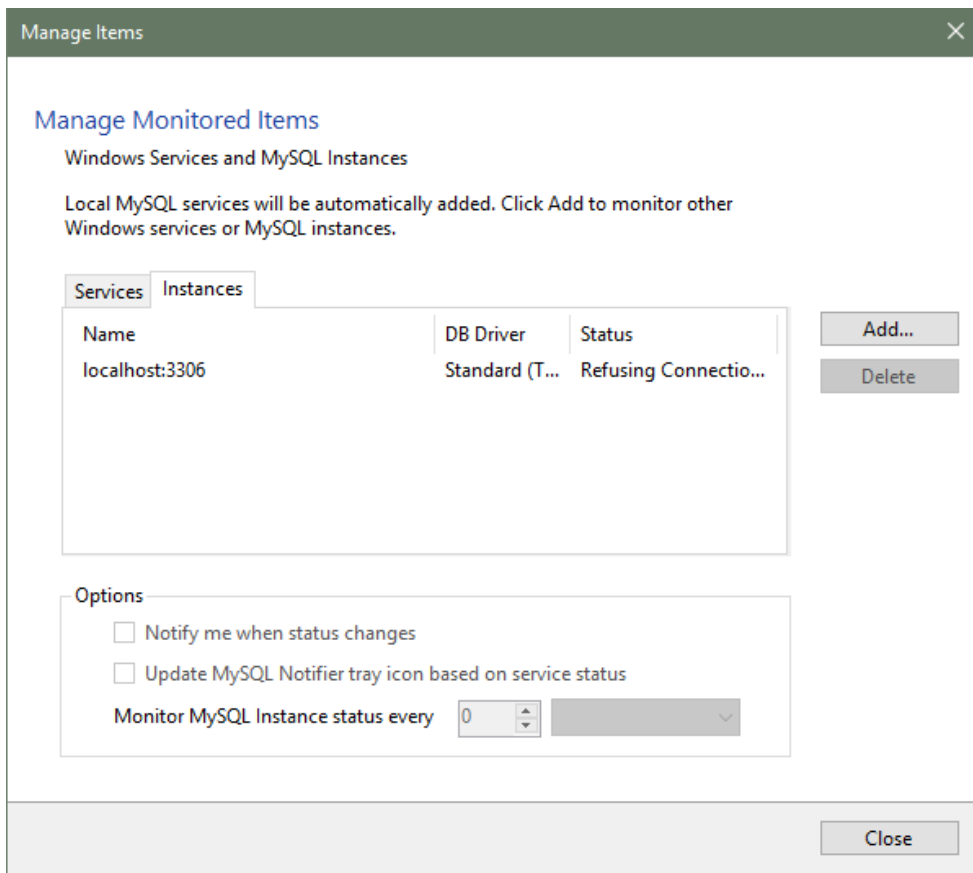 Manage Items
Manage Monitored Items
Windows Services and MySQL Instances
Local MySQL services will be automatically added. Click Add to monitor other
Windows services or MySQL instances.
Services Instances
Name DB Driver Status
localhost:3306 Standard (T... Refusing Connectio...
Add...
Delete
Options
Notify me when status changes
Update MySQL Notifier tray icon based on service status
Monitor MySQL Instance status every 0
Close